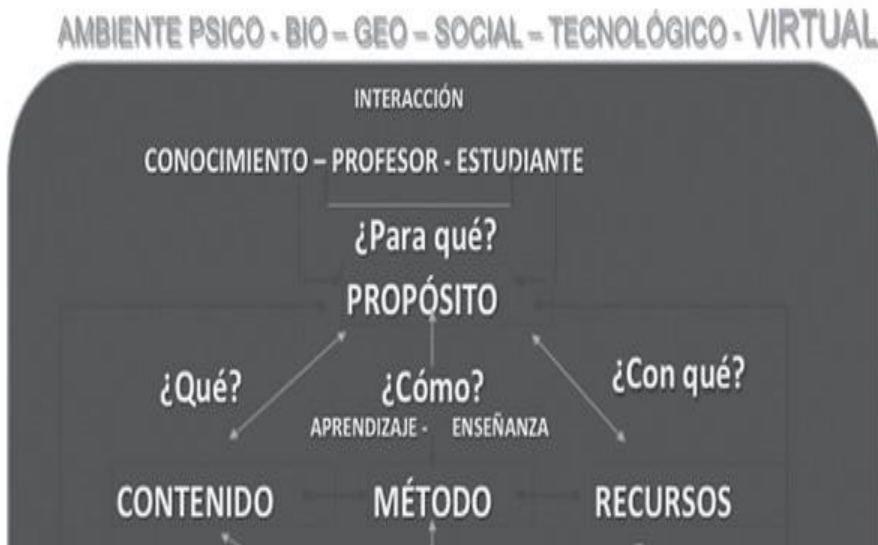 AMBIENTE PSICO - BIO – GEO – SOCIAL – TECNOLÓGICO - VIRTUAL
INTERACCIÓN
CONOCIMIENTO – PROFESOR - ESTUDIANTE
¿Para qué?
PROPÓSITO
¿Qué? ¿Cómo? ¿Con qué?
APRENDIZAJE - ENSEÑANZA
CONTENIDO MÉTODO RECURSOS